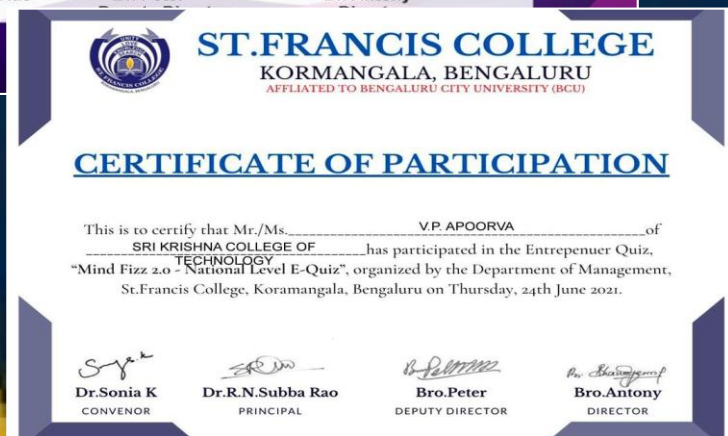 ST.FRANCIS COLLEGE
KORMANGALA, BENGALURU
AFFLIATED TO BENGALURU CITY UNIVERSITY (BCU)
CERTIFICATE OF PARTICIPATION
This is to certify that Mr./Ms. V.P. APOORVA of
SRI KRISHNA COLLEGE OF TECHNOLOGY has participated in the Entrepenuer Quiz,
“Mind Fizz 2.0 - National Level E-Quiz”, organized by the Department of Management,
St.Francis College, Koramangala, Bengaluru on Thursday, 24th June 2021.
Dr.Sonia K Dr.R.N.Subba Rao Bro.Peter Bro.Antony
CONVENOR PRINCIPAL DEPUTY DIRECTOR DIRECTOR